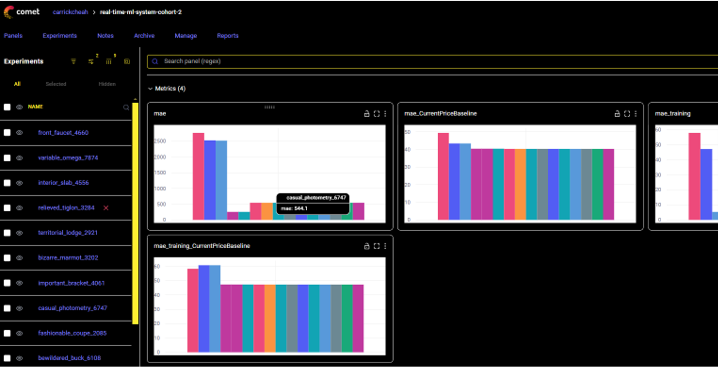 comet carrickcheah > real-time-ml-system-cohort-2
Panels Experiments Notes Archive Manage Reports
Experiments 2 8
Search panel (regex)
All Selected Hidden
Metrics (4)
NAME
mae
mae_CurrentPriceBaseline
mae_training
front_faucet_4660
variable_omega_7874
interior_slab_4556
relieved_tiglon_3284
territorial_lodge_2921
bizarre_marmot_3202
important_bracket_4061
casual_photometry_6747
fashionable_coupe_2085
bewildered_buck_6108
2500
2000
1500
1000
500
0
casual_photometry_6747
mae: 544.1
50
40
30
20
10
0
60
40
20
0
mae_training_CurrentPriceBaseline
60
50
40
30
20
10
0